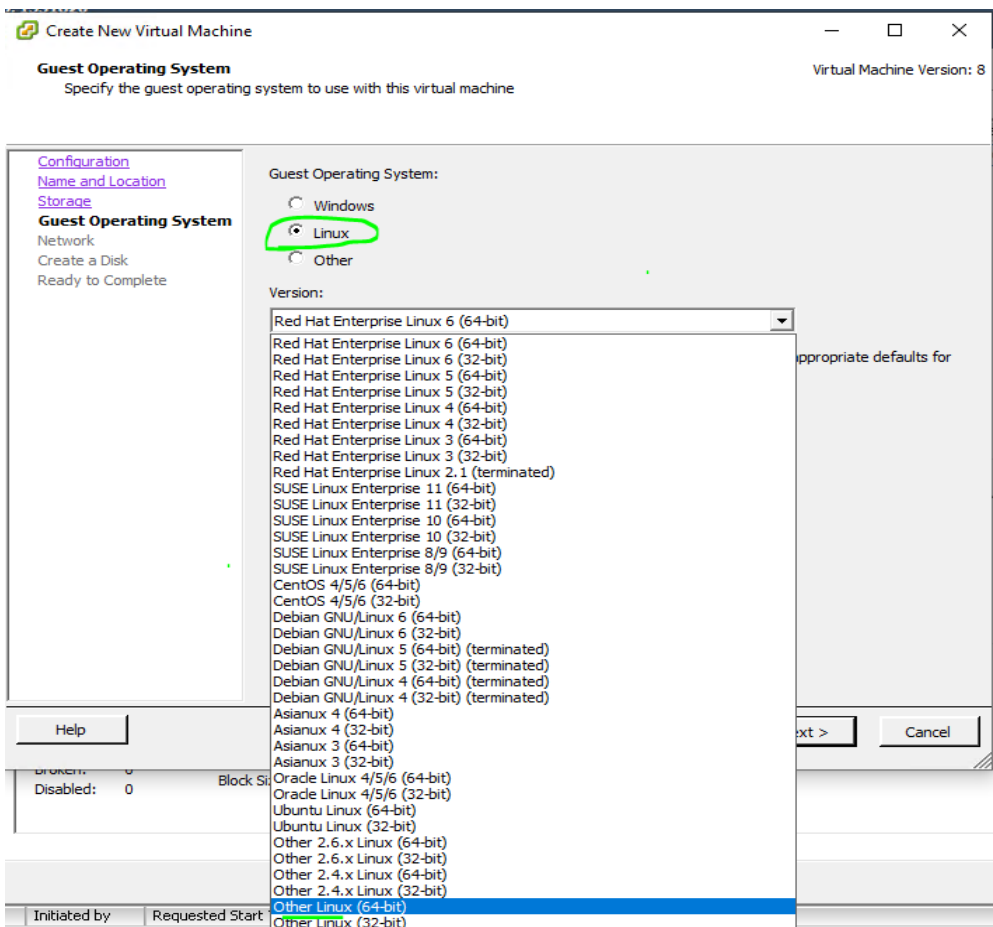 Create New Virtual Machine
Guest Operating System
Virtual Machine Version: 8
Specify the guest operating system to use with this virtual machine
Configuration
Name and Location
Storage
Guest Operating System
Network
Create a Disk
Ready to Complete
Guest Operating System:
Windows
Linux
Other
Version:
Red Hat Enterprise Linux 6 (64-bit)
appropriate defaults for
Red Hat Enterprise Linux 6 (64-bit)
Red Hat Enterprise Linux 6 (32-bit)
Red Hat Enterprise Linux 5 (64-bit)
Red Hat Enterprise Linux 5 (32-bit)
Red Hat Enterprise Linux 4 (64-bit)
Red Hat Enterprise Linux 4 (32-bit)
Red Hat Enterprise Linux 3 (64-bit)
Red Hat Enterprise Linux 3 (32-bit)
Red Hat Enterprise Linux 2.1 (terminated)
SUSE Linux Enterprise 11 (64-bit)
SUSE Linux Enterprise 11 (32-bit)
SUSE Linux Enterprise 10 (64-bit)
SUSE Linux Enterprise 10 (32-bit)
SUSE Linux Enterprise 8/9 (64-bit)
SUSE Linux Enterprise 8/9 (32-bit)
CentOS 4/5/6 (64-bit)
CentOS 4/5/6 (32-bit)
Debian GNU/Linux 6 (64-bit)
Debian GNU/Linux 6 (32-bit)
Debian GNU/Linux 5 (64-bit) (terminated)
Debian GNU/Linux 5 (32-bit) (terminated)
Debian GNU/Linux 4 (64-bit) (terminated)
Debian GNU/Linux 4 (32-bit) (terminated)
Asianux 4 (64-bit)
Asianux 4 (32-bit)
Asianux 3 (64-bit)
Asianux 3 (32-bit)
Oracle Linux 4/5/6 (64-bit)
Oracle Linux 4/5/6 (32-bit)
Ubuntu Linux (64-bit)
Ubuntu Linux (32-bit)
Other 2.6.x Linux (64-bit)
Other 2.6.x Linux (32-bit)
Other 2.4.x Linux (64-bit)
Other 2.4.x Linux (32-bit)
Other Linux (64-bit)
Other Linux (32-bit)
Help
ext >
Cancel
Broken: 0
Disabled: 0
Block Si
Initiated by
Requested Start